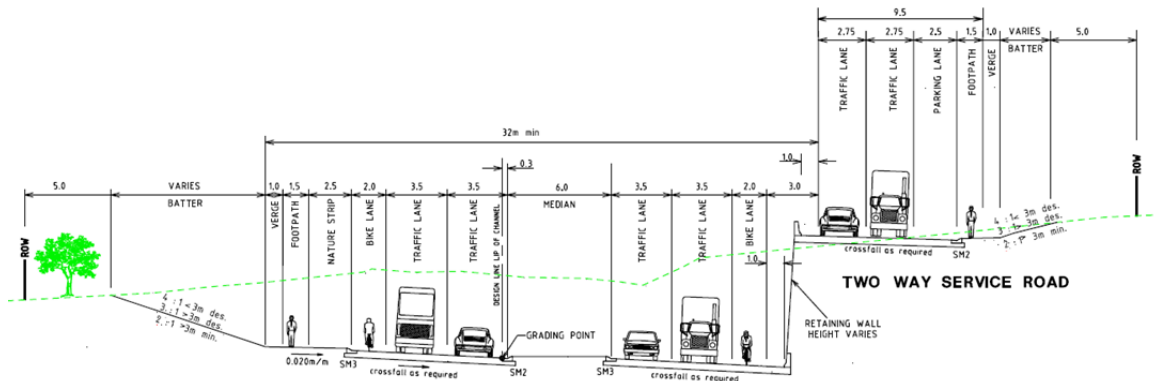 9.5
2.75
2.75
2.5
1.5
1.0
VARIES
5.0
TRAFFIC LANE
TRAFFIC LANE
PARKING LANE
FOOTPATH
VERGE
BATTER
32m min
1.0
0.3
5.0
VARIES
1.0
1.5
2.5
2.0
3.5
3.5
6.0
3.5
3.5
2.0
3.0
BATTER
MEDIAN
VERGE
FOOTPATH
NATURE STRIP
BIKE LANE
TRAFFIC LANE
TRAFFIC LANE
DESIGN LINE LIP OF CHANNEL
TRAFFIC LANE
TRAFFIC LANE
BIKE LANE
1.0
ROW
ROW
4 : 1 < 3m des.
3 : 1 > 3m des.
2 : 1 > 3m min.
crossfall as required
SM2
TWO WAY SERVICE ROAD
4 : 1 < 3m des.
3 : 1 > 3m des.
2 : 1 > 3m min.
RETAINING WALL
HEIGHT VARIES
GRADING POINT
0.020m/m
SM3
crossfall as required
SM2
SM3
crossfall as required